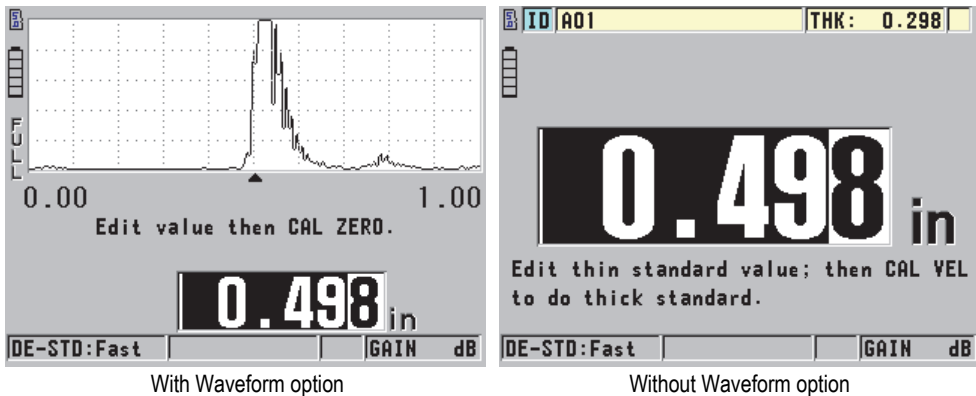 FULL
0.00 1.00
Edit value then CAL ZERO.
0.498 in
DE-STD:Fast GAIN dB
With Waveform option
ID A01 THK: 0.298
0.498 in
Edit thin standard value; then CAL VEL
to do thick standard.
DE-STD:Fast GAIN dB
Without Waveform option